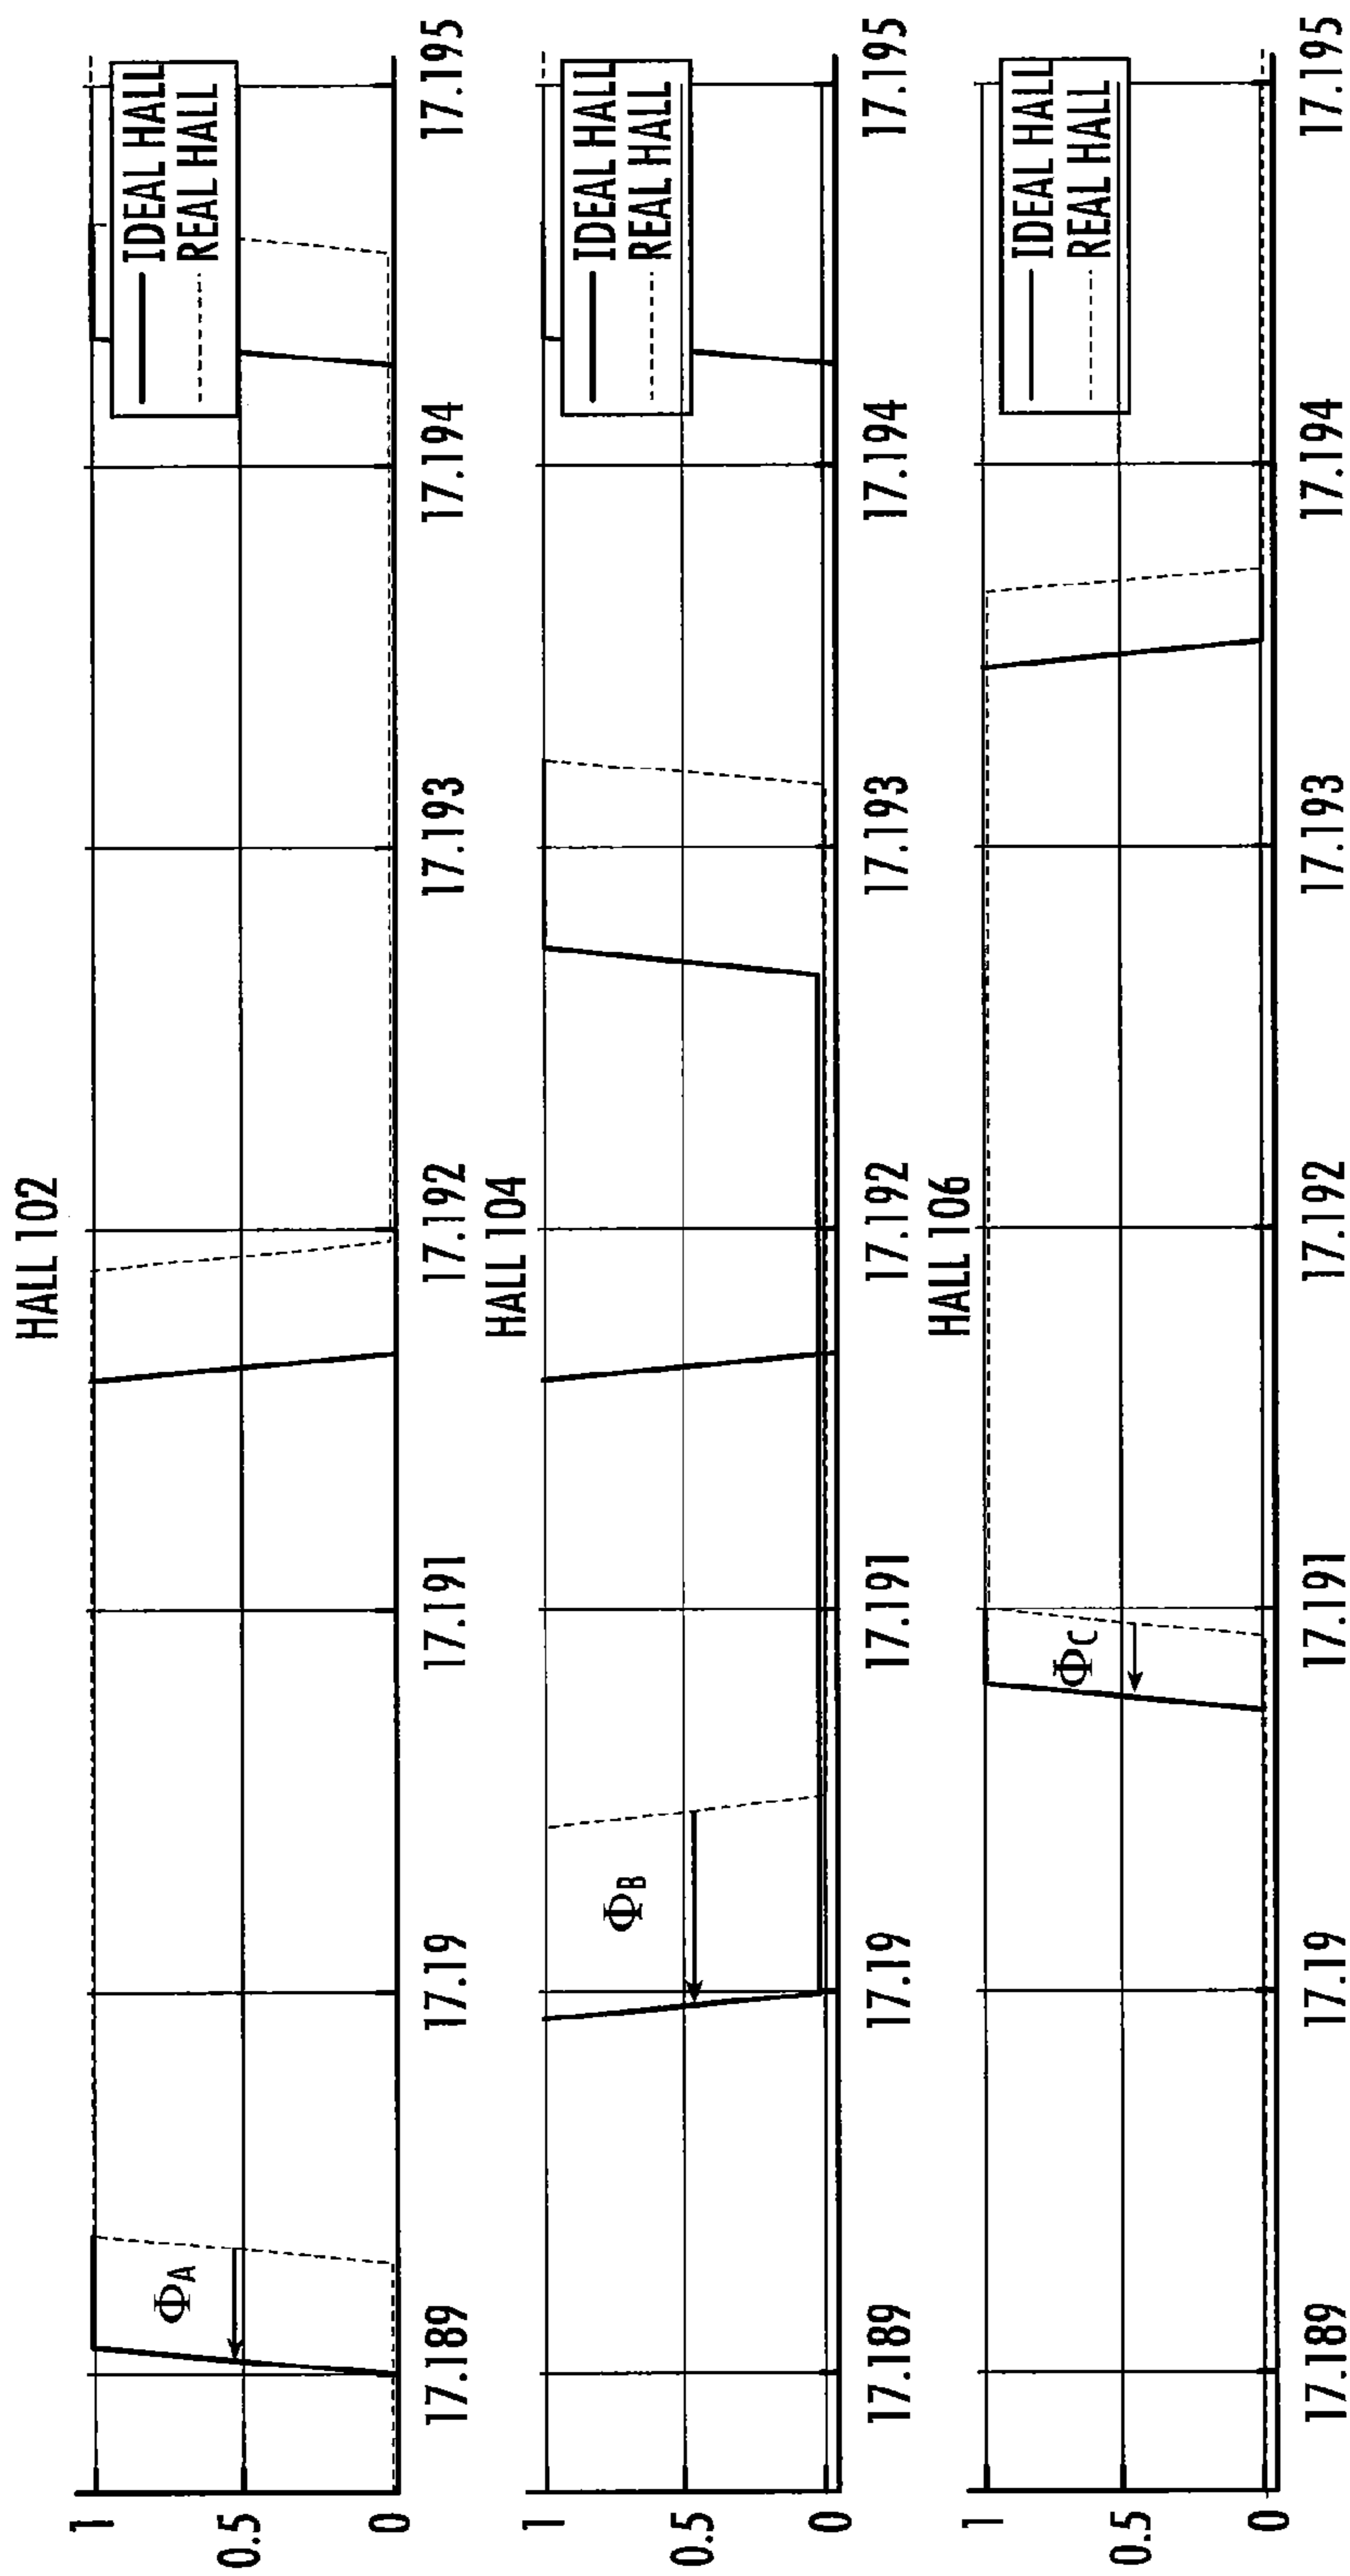 HALL 102
1
0.5
0
ΦA
IDEAL HALL
REAL HALL
17.189
17.19
17.191
17.192
17.193
17.194
17.195
HALL 104
1
0.5
0
ΦB
IDEAL HALL
REAL HALL
17.189
17.19
17.191
17.192
17.193
17.194
17.195
HALL 106
1
0.5
0
ΦC
IDEAL HALL
REAL HALL
17.189
17.19
17.191
17.192
17.193
17.194
17.195